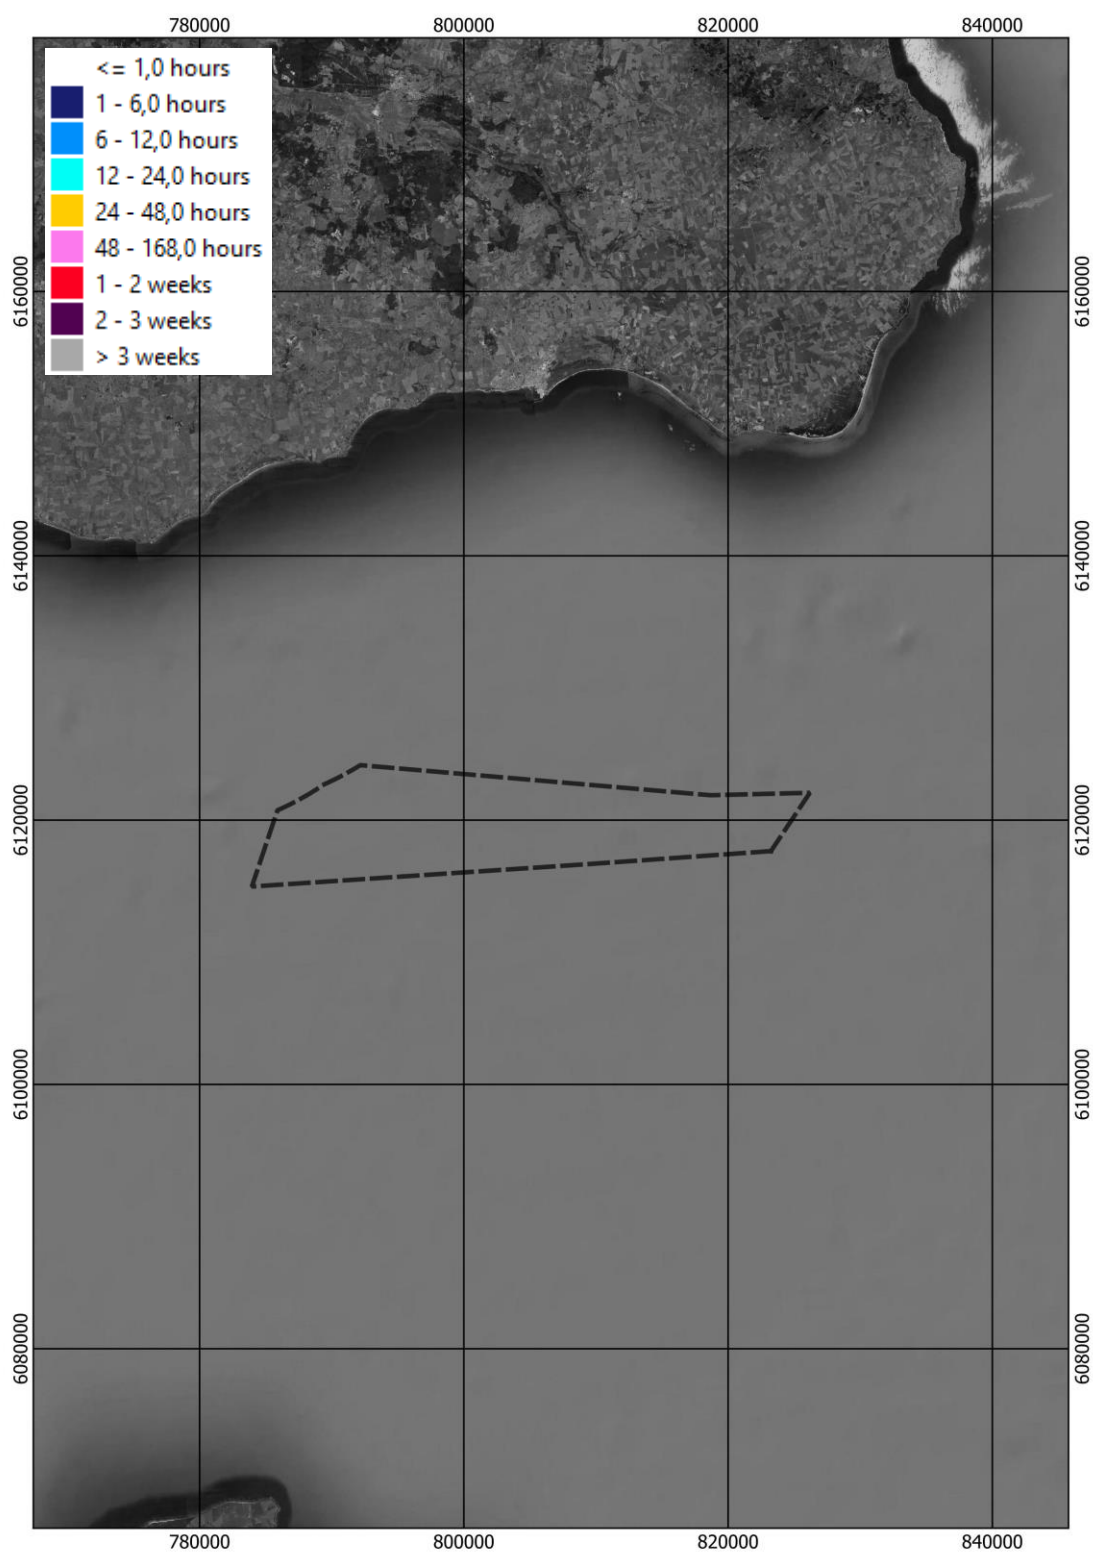 780000 800000 820000 840000
<= 1,0 hours
1 - 6,0 hours
6 - 12,0 hours
12 - 24,0 hours
24 - 48,0 hours
48 - 168,0 hours
1 - 2 weeks
2 - 3 weeks
> 3 weeks
6160000 6160000
6140000 6140000
6120000 6120000
6100000 6100000
6080000 6080000
780000 800000 820000 840000